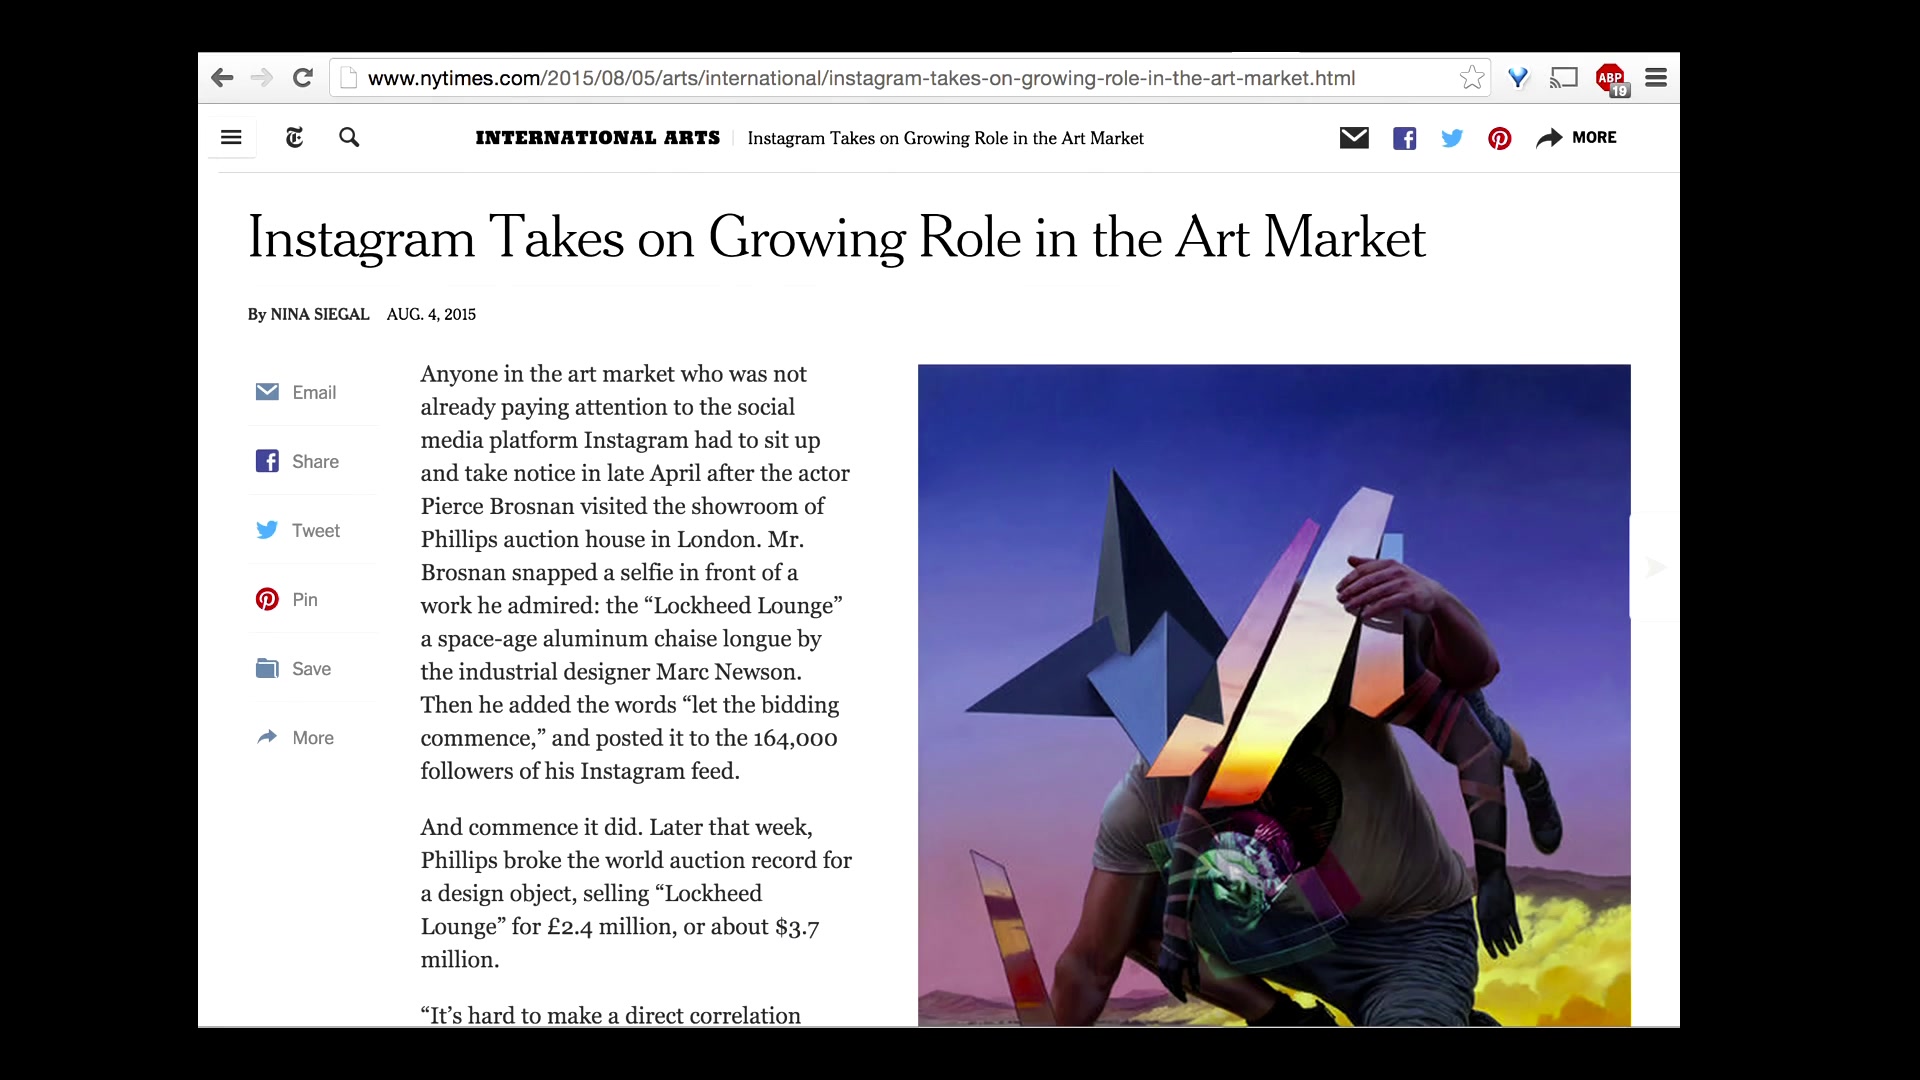 www.nytimes.com/2015/08/05/arts/international/instagram-takes-on-growing-role-in-the-art-market.html
ABP
19
INTERNATIONAL ARTS
Instagram Takes on Growing Role in the Art Market
MORE
Instagram Takes on Growing Role in the Art Market
By NINA SIEGAL AUG. 4, 2015
Email
Share
Tweet
Pin
Save
More
Anyone in the art market who was not
already paying attention to the social
media platform Instagram had to sit up
and take notice in late April after the actor
Pierce Brosnan visited the showroom of
Phillips auction house in London. Mr.
Brosnan snapped a selfie in front of a
work he admired: the “Lockheed Lounge”
a space-age aluminum chaise longue by
the industrial designer Marc Newson.
Then he added the words “let the bidding
commence,” and posted it to the 164,000
followers of his Instagram feed.
And commence it did. Later that week,
Phillips broke the world auction record for
a design object, selling “Lockheed
Lounge” for £2.4 million, or about $3.7
million.
“It’s hard to make a direct correlation